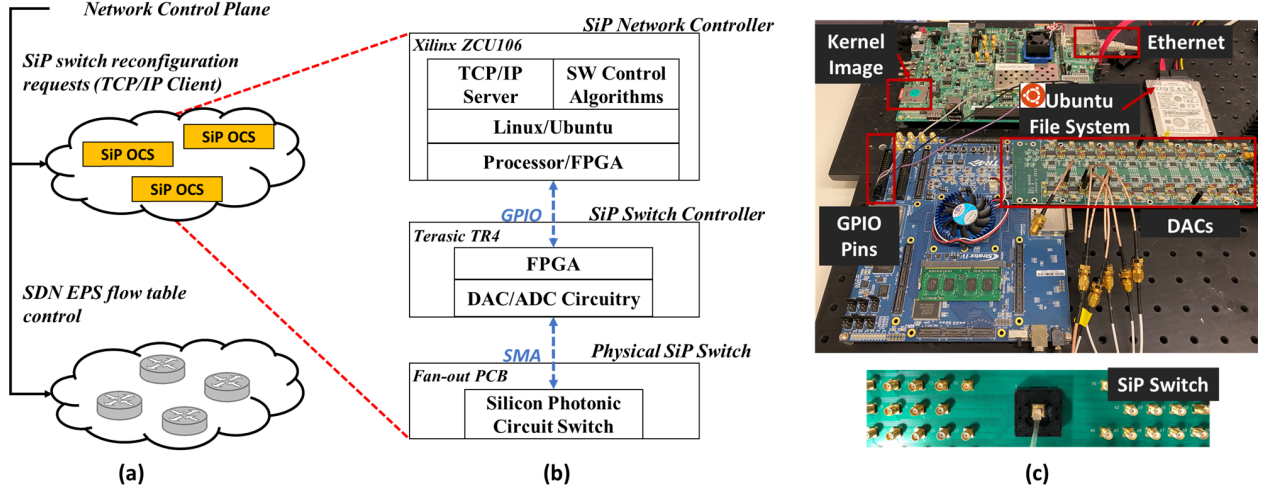 Network Control Plane
SiP switch reconfiguration
requests (TCP/IP Client)
SiP OCS
SiP OCS
SiP OCS
SDN EPS flow table
control
(a)
SiP Network Controller
Xilinx ZCU106
TCP/IP
Server
SW Control
Algorithms
Linux/Ubuntu
Processor/FPGA
GPIO
SiP Switch Controller
Terasic TR4
FPGA
DAC/ADC Circuitry
SMA
Physical SiP Switch
Fan-out PCB
Silicon Photonic
Circuit Switch
(b)
Kernel
Image
Ethernet
Ubuntu
File System
GPIO
Pins
DACs
TR4
Stratix IV
SiP Switch
(c)